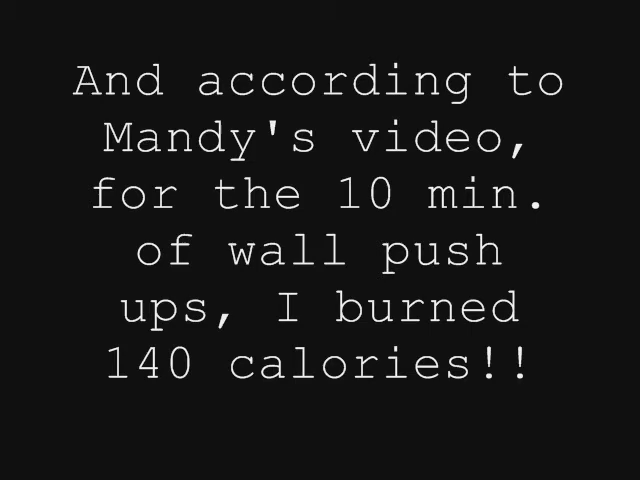 And according to
Mandy's video,
for the 10 min.
of wall push
ups, I burned
140 calories!!